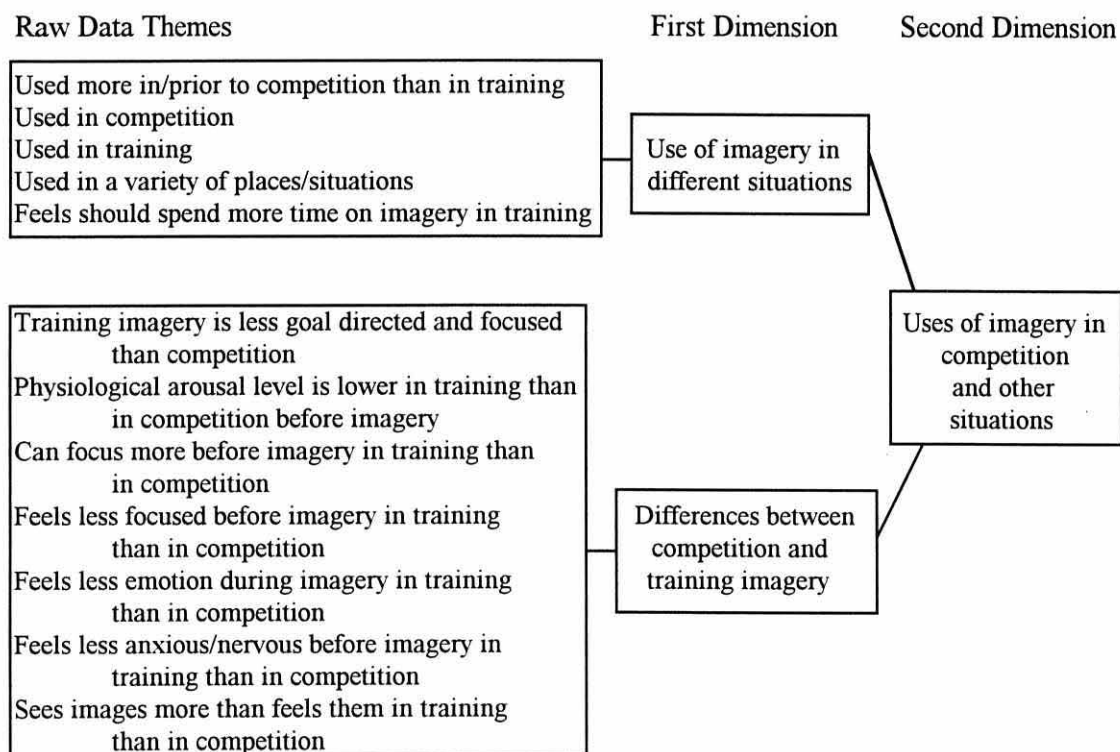 Raw Data Themes
First Dimension
Second Dimension
Used more in/prior to competition than in training
Used in competition
Used in training
Used in a variety of places/situations
Feels should spend more time on imagery in training
Use of imagery in
different situations
Training imagery is less goal directed and focused
than competition
Physiological arousal level is lower in training than
in competition before imagery
Can focus more before imagery in training than
in competition
Feels less focused before imagery in training
than in competition
Feels less emotion during imagery in training
than in competition
Feels less anxious/nervous before imagery in
training than in competition
Sees images more than feels them in training
than in competition
Differences between
competition and
training imagery
Uses of imagery in
competition
and other
situations